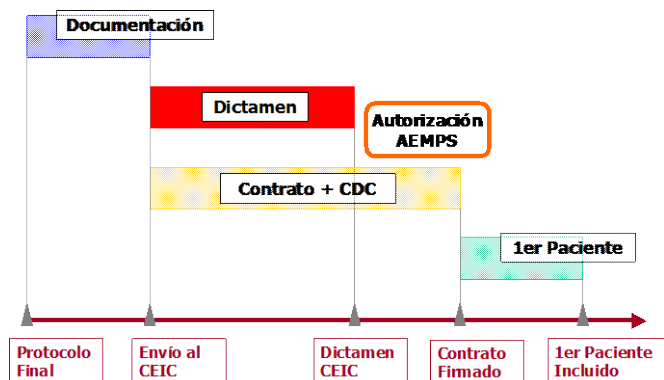 Documentación
Dictamen
Autorización
AEMPS
Contrato + CDC
1er Paciente
Protocolo
Final
Envío al
CEIC
Dictamen
CEIC
Contrato
Firmado
1er Paciente
Incluido